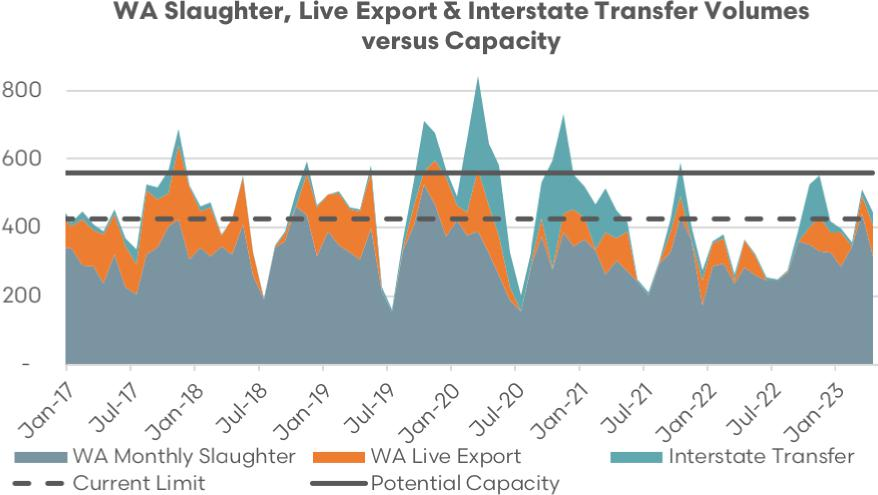 WA Slaughter, Live Export & Interstate Transfer Volumes
versus Capacity
800
600
400
200
-
Jan-17
Jul-17
Jan-18
Jul-18
Jan-19
Jul-19
Jan-20
Jul-20
Jan-21
Jul-21
Jan-22
Jul-22
Jan-23
WA Monthly Slaughter
WA Live Export
Interstate Transfer
Current Limit
Potential Capacity